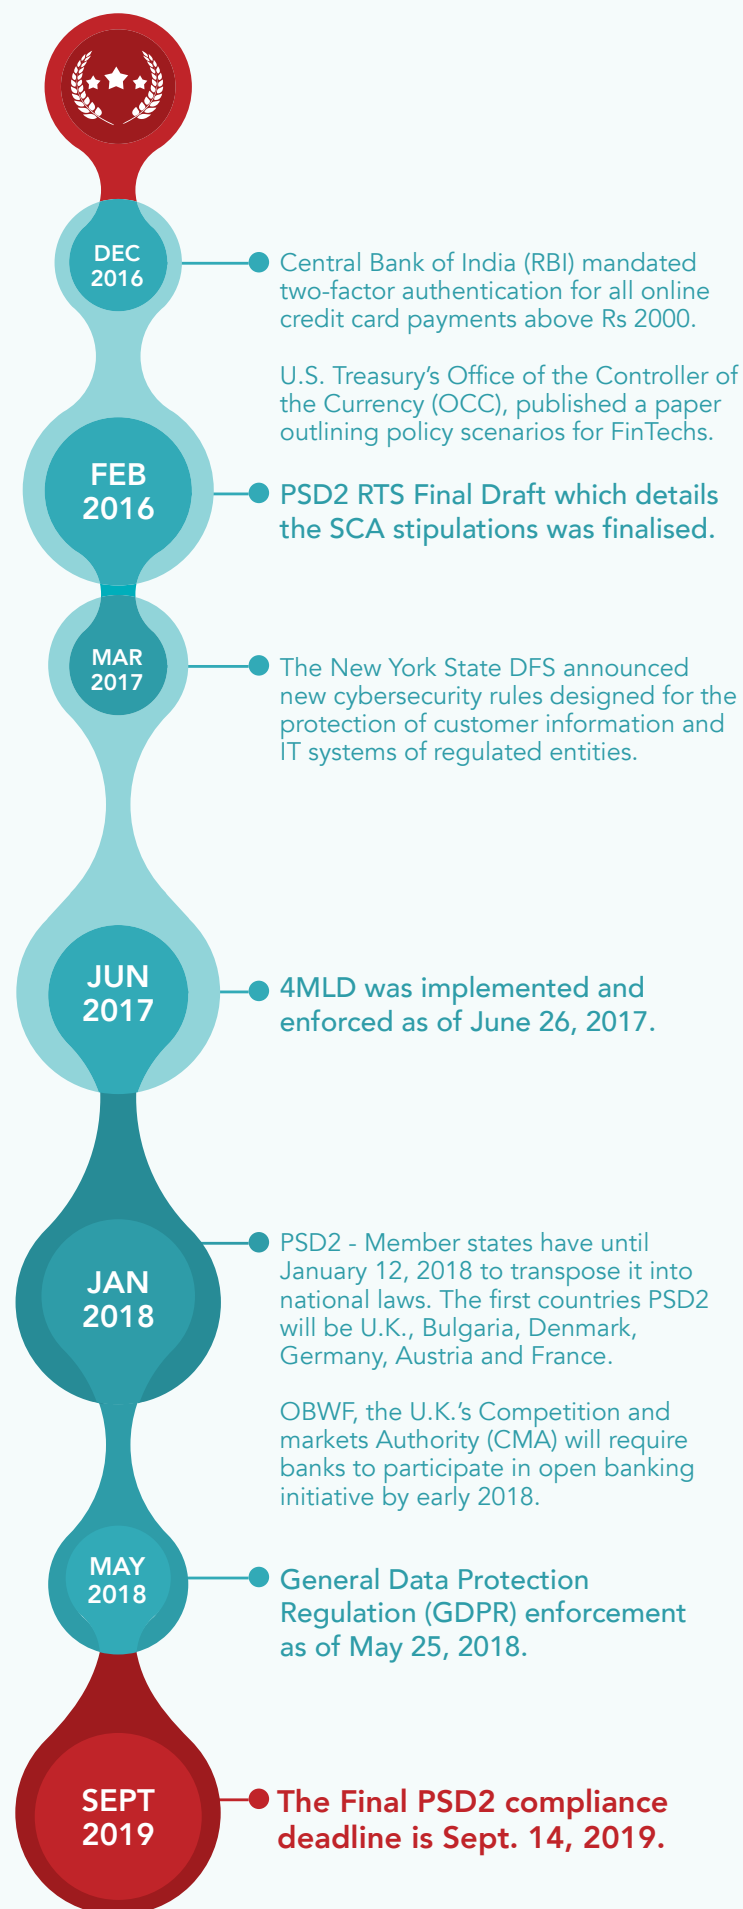 DEC
2016
Central Bank of India (RBI) mandated
two-factor authentication for all online
credit card payments above Rs 2000.
U.S. Treasury’s Office of the Controller of
the Currency (OCC), published a paper
outlining policy scenarios for FinTechs.
FEB
2016
PSD2 RTS Final Draft which details
the SCA stipulations was finalised.
MAR
2017
The New York State DFS announced
new cybersecurity rules designed for the
protection of customer information and
IT systems of regulated entities.
JUN
2017
4MLD was implemented and
enforced as of June 26, 2017.
JAN
2018
PSD2 - Member states have until
January 12, 2018 to transpose it into
national laws. The first countries PSD2
will be U.K., Bulgaria, Denmark,
Germany, Austria and France.
OBWF, the U.K.’s Competition and
markets Authority (CMA) will require
banks to participate in open banking
initiative by early 2018.
MAY
2018
General Data Protection
Regulation (GDPR) enforcement
as of May 25, 2018.
SEPT
2019
The Final PSD2 compliance
deadline is Sept. 14, 2019.